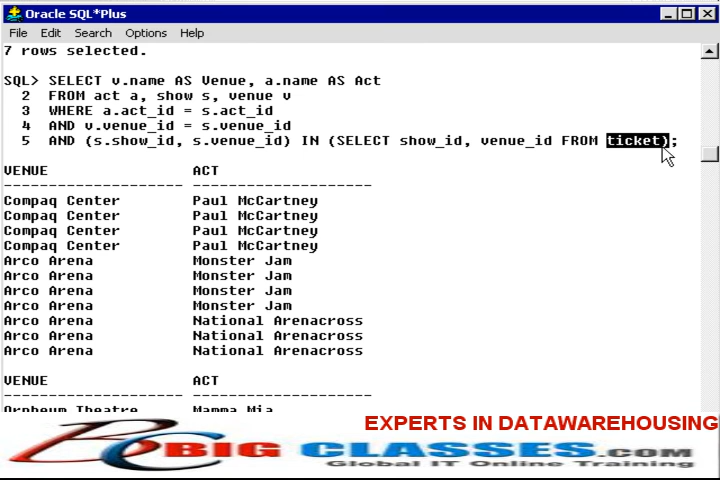 Oracle SQL*Plus
File Edit Search Options Help
7 rows selected.
SQL> SELECT v.name AS Venue, a.name AS Act
2 FROM act a, show s, venue v
3 WHERE a.act_id = s.act_id
4 AND v.venue_id = s.venue_id
5 AND (s.show_id, s.venue_id) IN (SELECT show_id, venue_id FROM ticket);
VENUE ACT
-------------------- --------------------
Compaq Center Paul McCartney
Compaq Center Paul McCartney
Compaq Center Paul McCartney
Compaq Center Paul McCartney
Arco Arena Monster Jam
Arco Arena Monster Jam
Arco Arena Monster Jam
Arco Arena Monster Jam
Arco Arena National Arenacross
Arco Arena National Arenacross
Arco Arena National Arenacross
VENUE ACT
-------------------- --------------------
Orpheum Theatre Mamma Mia
EXPERTS IN DATAWAREHOUSING
BIG CLASSES.COM
Global IT Online Training